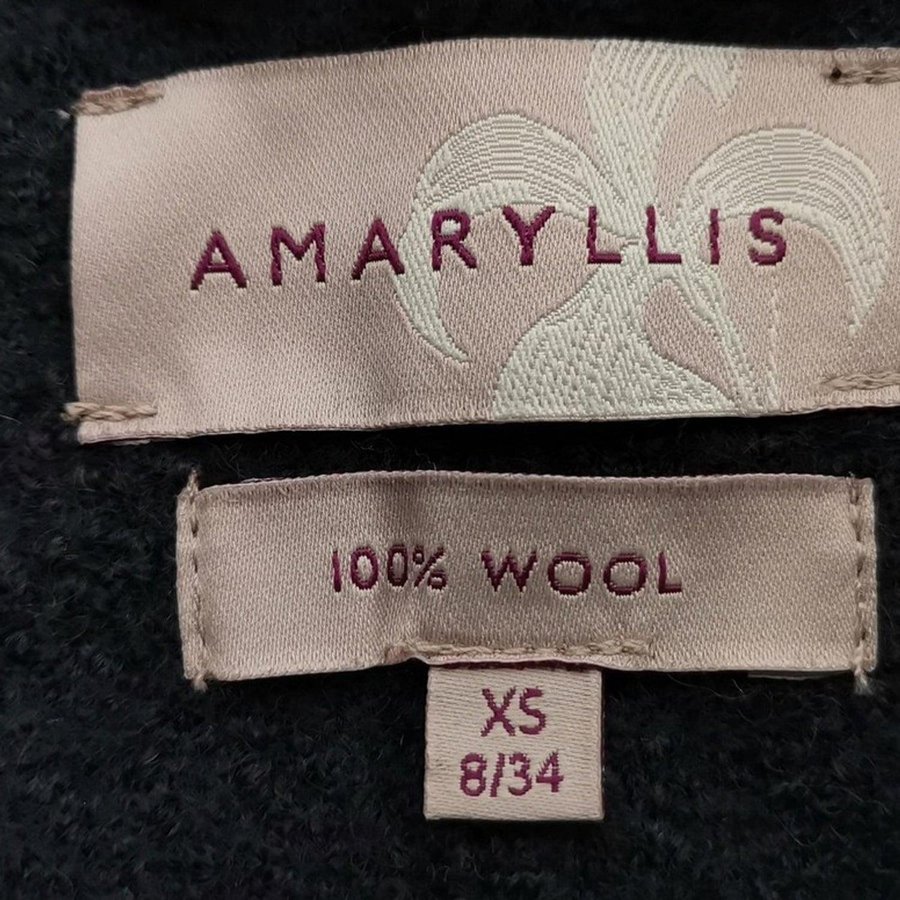 AMARYLLIS
100% WOOL
XS
8/34